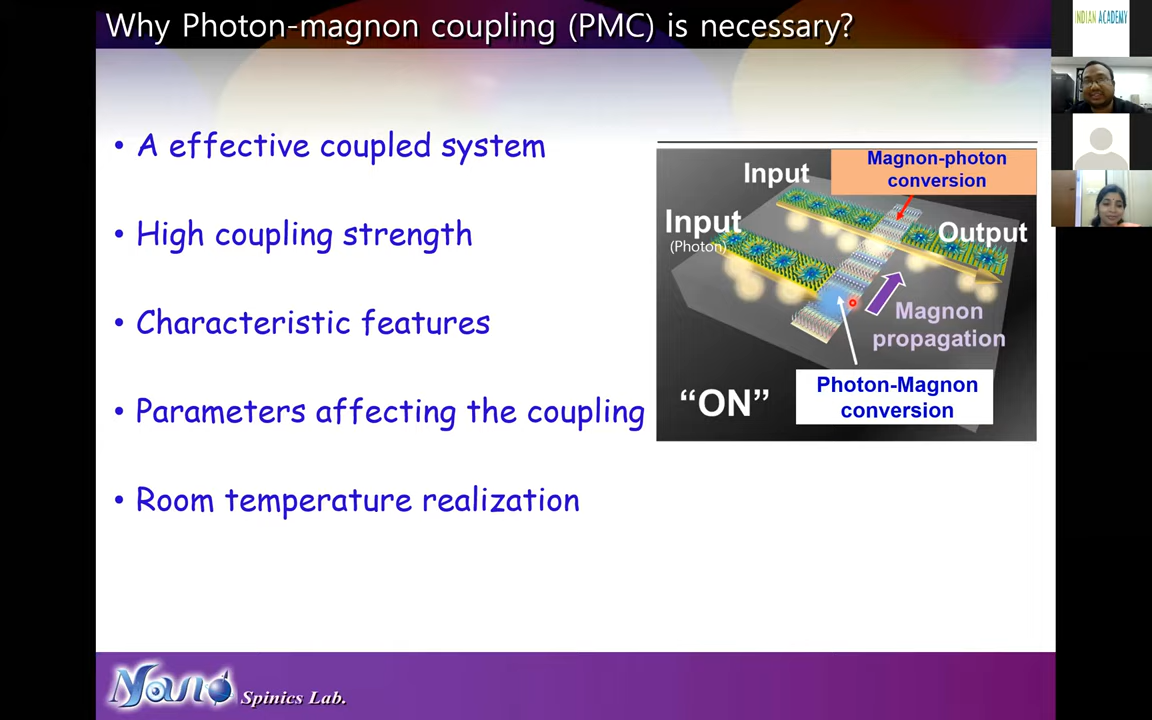 Why Photon-magnon coupling (PMC) is necessary?
• A effective coupled system
• High coupling strength
• Characteristic features
• Parameters affecting the coupling
• Room temperature realization
Input
Magnon-photon
conversion
Input
(Photon)
Output
Magnon
propagation
"ON"
Photon-Magnon
conversion
Nano Spinics Lab.
INDIAN ACADEMY